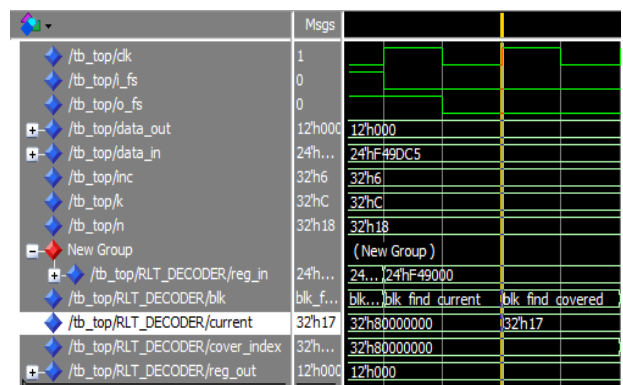 Msgs
/tb_top/clk 1
/tb_top/i_fs 0
/tb_top/o_fs 0
/tb_top/data_out 12'h000 12'h000
/tb_top/data_in 24'h... 24'hF49DC5
/tb_top/inc 32'h6 32'h6
/tb_top/k 32'hC 32'hC
/tb_top/n 32'h18 32'h18
New Group (New Group)
/tb_top/RLT_DECODER/reg_in 24'h... 24... 24'hF49000
/tb_top/RLT_DECODER/blk blk_f... blk... blk_find_current blk_find_covered
/tb_top/RLT_DECODER/current 32'h17 32'h80000000 32'h17
/tb_top/RLT_DECODER/cover_index 32'h... 32'h80000000
/tb_top/RLT_DECODER/reg_out 12'h000 12'h000